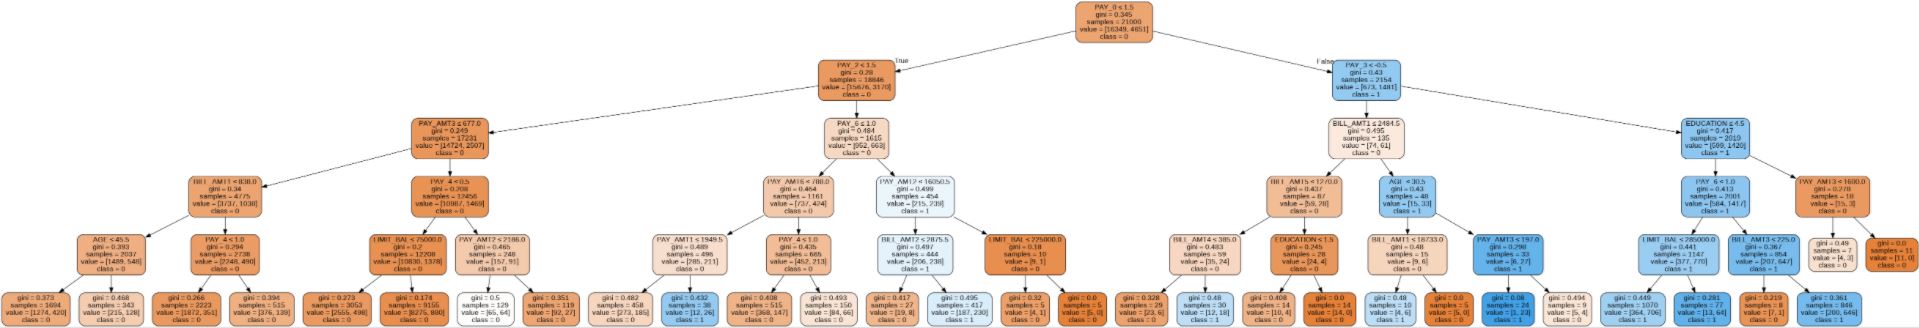 PAY_0 ≤ 1.5
gini = 0.345
samples = 21000
value = [16349, 4651]
class = 0
True
False
PAY_2 ≤ 1.5
gini = 0.28
samples = 18846
value = [15676, 3170]
class = 0
PAY_3 ≤ -0.5
gini = 0.43
samples = 2154
value = [673, 1481]
class = 1
PAY_AMT3 ≤ 677.0
gini = 0.249
samples = 17231
value = [14724, 2507]
class = 0
PAY_6 ≤ 1.0
gini = 0.484
samples = 1615
value = [952, 663]
class = 0
BILL_AMT1 ≤ 2484.5
gini = 0.495
samples = 135
value = [74, 61]
class = 0
EDUCATION ≤ 4.5
gini = 0.417
samples = 2019
value = [599, 1420]
class = 1
BILL_AMT1 ≤ 838.0
gini = 0.34
samples = 4775
value = [3737, 1038]
class = 0
PAY_4 ≤ 0.5
gini = 0.208
samples = 12456
value = [10987, 1469]
class = 0
PAY_AMT6 ≤ 788.0
gini = 0.464
samples = 1161
value = [737, 424]
class = 0
PAY_AMT2 ≤ 16050.5
gini = 0.499
samples = 454
value = [215, 239]
class = 1
BILL_AMT5 ≤ 1270.0
gini = 0.437
samples = 87
value = [59, 28]
class = 0
AGE ≤ 30.5
gini = 0.43
samples = 48
value = [15, 33]
class = 1
PAY_6 ≤ 1.0
gini = 0.413
samples = 2001
value = [584, 1417]
class = 1
PAY_AMT3 ≤ 1600.0
gini = 0.278
samples = 18
value = [15, 3]
class = 0
AGE ≤ 45.5
gini = 0.393
samples = 2037
value = [1489, 548]
class = 0
PAY_4 ≤ 1.0
gini = 0.294
samples = 2738
value = [2248, 490]
class = 0
LIMIT_BAL ≤ 75000.0
gini = 0.2
samples = 12208
value = [10830, 1378]
class = 0
PAY_AMT2 ≤ 2186.0
gini = 0.465
samples = 248
value = [157, 91]
class = 0
PAY_AMT1 ≤ 1949.5
gini = 0.489
samples = 496
value = [285, 211]
class = 0
PAY_4 ≤ 1.0
gini = 0.435
samples = 665
value = [452, 213]
class = 0
BILL_AMT2 ≤ 2875.5
gini = 0.497
samples = 444
value = [206, 238]
class = 1
LIMIT_BAL ≤ 225000.0
gini = 0.18
samples = 10
value = [9, 1]
class = 0
BILL_AMT4 ≤ 385.0
gini = 0.483
samples = 59
value = [35, 24]
class = 0
EDUCATION ≤ 1.5
gini = 0.245
samples = 28
value = [24, 4]
class = 0
BILL_AMT1 ≤ 18733.0
gini = 0.48
samples = 15
value = [9, 6]
class = 0
PAY_AMT3 ≤ 197.0
gini = 0.298
samples = 33
value = [6, 27]
class = 1
LIMIT_BAL ≤ 285000.0
gini = 0.441
samples = 1147
value = [377, 770]
class = 1
BILL_AMT3 ≤ 225.0
gini = 0.367
samples = 854
value = [207, 647]
class = 1
gini = 0.49
samples = 7
value = [4, 3]
class = 0
gini = 0.0
samples = 11
value = [11, 0]
class = 0
gini = 0.373
samples = 1694
value = [1274, 420]
class = 0
gini = 0.468
samples = 343
value = [215, 128]
class = 0
gini = 0.266
samples = 2223
value = [1872, 351]
class = 0
gini = 0.394
samples = 515
value = [376, 139]
class = 0
gini = 0.273
samples = 3053
value = [2555, 498]
class = 0
gini = 0.174
samples = 9155
value = [8275, 880]
class = 0
gini = 0.5
samples = 129
value = [65, 64]
class = 0
gini = 0.351
samples = 119
value = [92, 27]
class = 0
gini = 0.482
samples = 458
value = [273, 185]
class = 0
gini = 0.432
samples = 38
value = [12, 26]
class = 1
gini = 0.408
samples = 515
value = [368, 147]
class = 0
gini = 0.493
samples = 150
value = [84, 66]
class = 0
gini = 0.417
samples = 27
value = [19, 8]
class = 0
gini = 0.495
samples = 417
value = [187, 230]
class = 1
gini = 0.32
samples = 5
value = [4, 1]
class = 0
gini = 0.0
samples = 5
value = [5, 0]
class = 0
gini = 0.328
samples = 29
value = [23, 6]
class = 0
gini = 0.48
samples = 30
value = [12, 18]
class = 1
gini = 0.408
samples = 14
value = [10, 4]
class = 0
gini = 0.0
samples = 14
value = [14, 0]
class = 0
gini = 0.48
samples = 10
value = [4, 6]
class = 1
gini = 0.0
samples = 5
value = [5, 0]
class = 0
gini = 0.08
samples = 24
value = [1, 23]
class = 1
gini = 0.494
samples = 9
value = [5, 4]
class = 0
gini = 0.449
samples = 1070
value = [364, 706]
class = 1
gini = 0.281
samples = 77
value = [13, 64]
class = 1
gini = 0.219
samples = 8
value = [7, 1]
class = 0
gini = 0.361
samples = 846
value = [200, 646]
class = 1